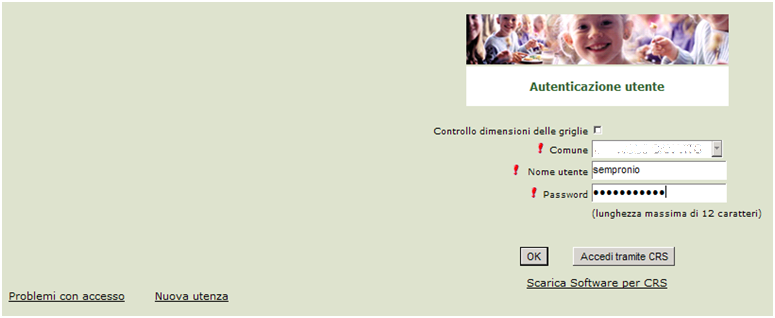 Autenticazione utente
Controllo dimensioni delle griglie
Comune
Nome utente sempronio
Password •••••••••••
(lunghezza massima di 12 caratteri)
OK Accedi tramite CRS
Scarica Software per CRS
Problemi con accesso Nuova utenza